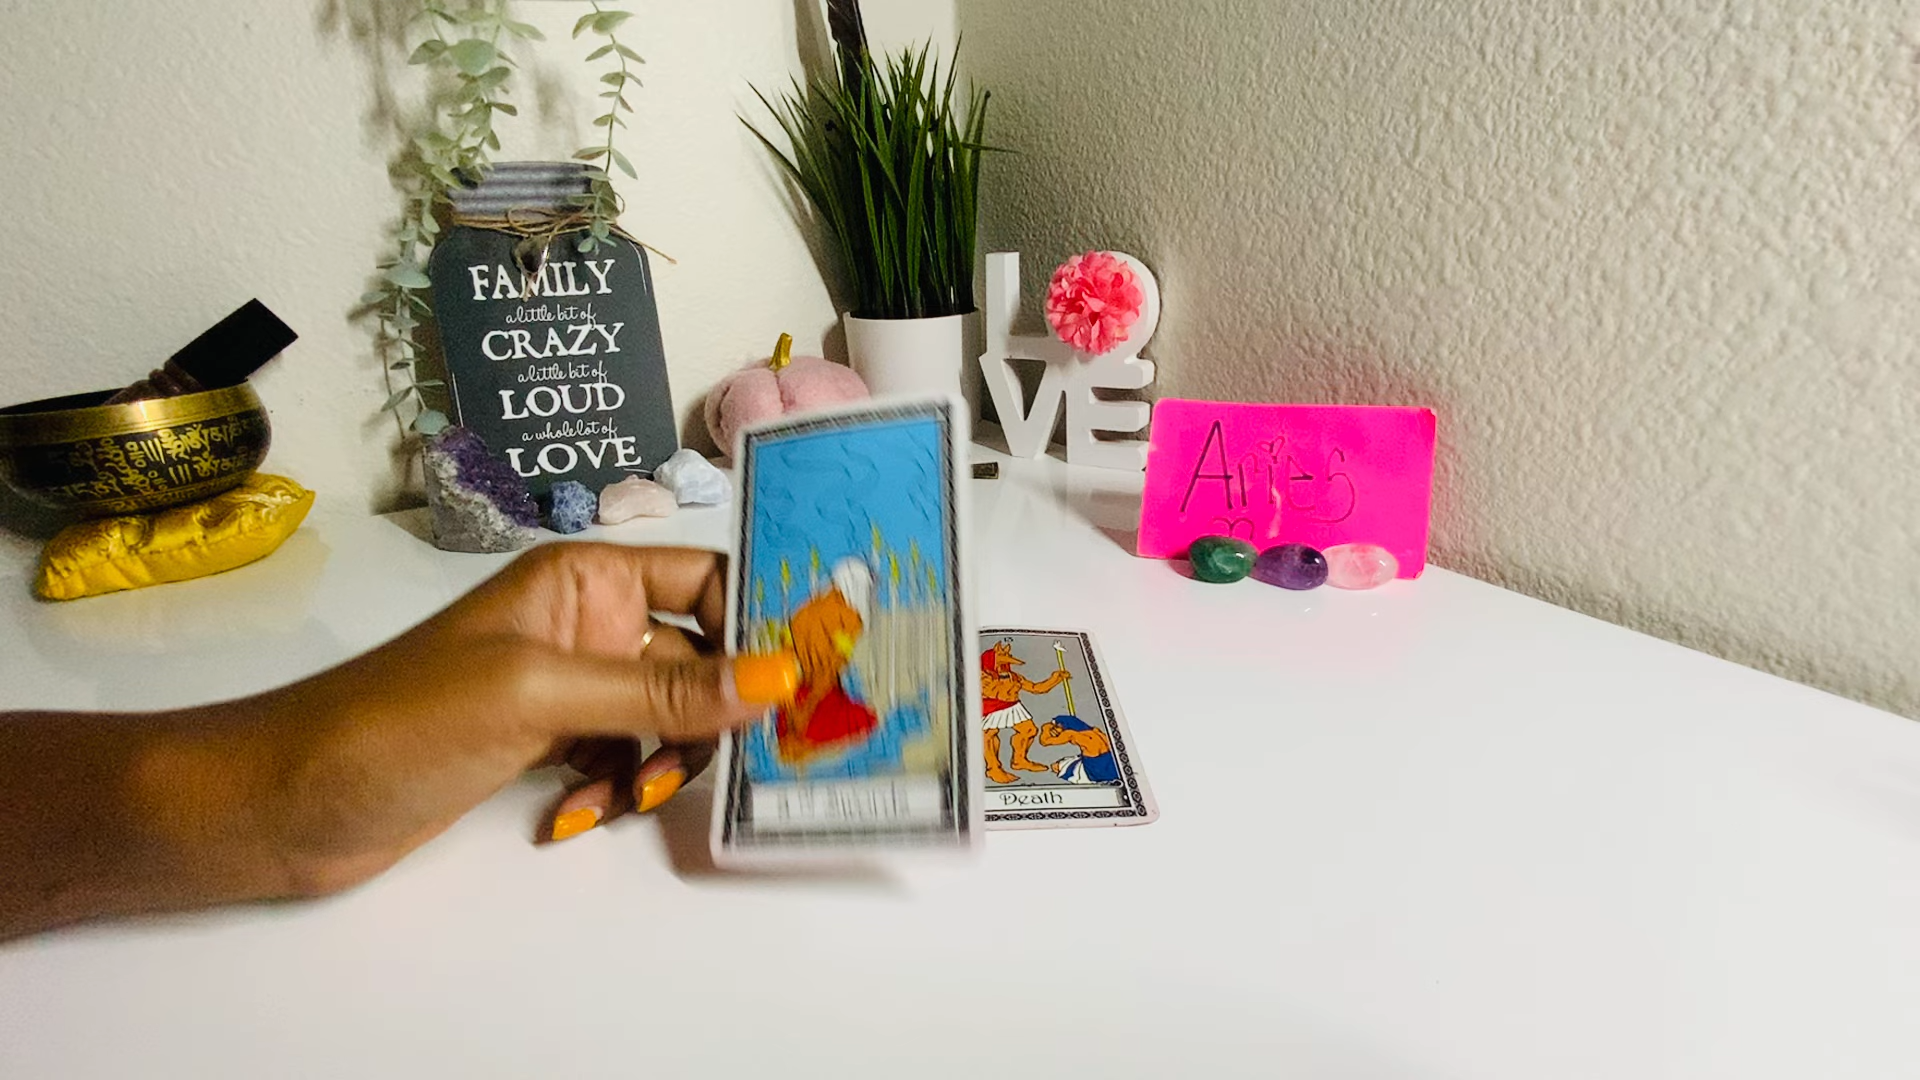 FAMILY
a little bit of
CRAZY
a little bit of
LOUD
a whole lot of
LOVE
LOVE
Aries
Death